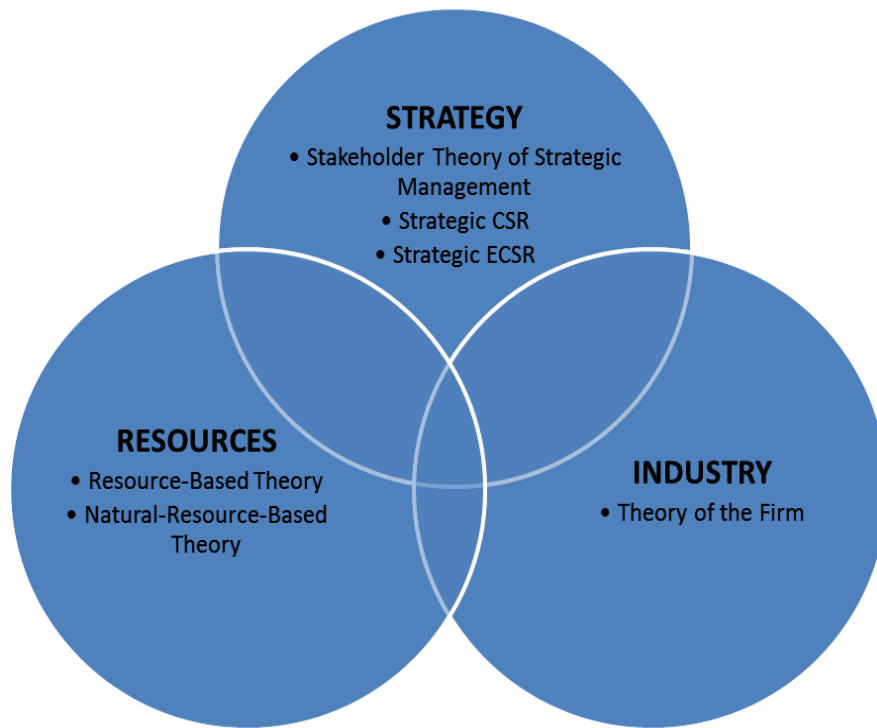 STRATEGY
• Stakeholder Theory of Strategic
Management
• Strategic CSR
• Strategic ECSR
RESOURCES
• Resource-Based Theory
• Natural-Resource-Based
Theory
INDUSTRY
• Theory of the Firm